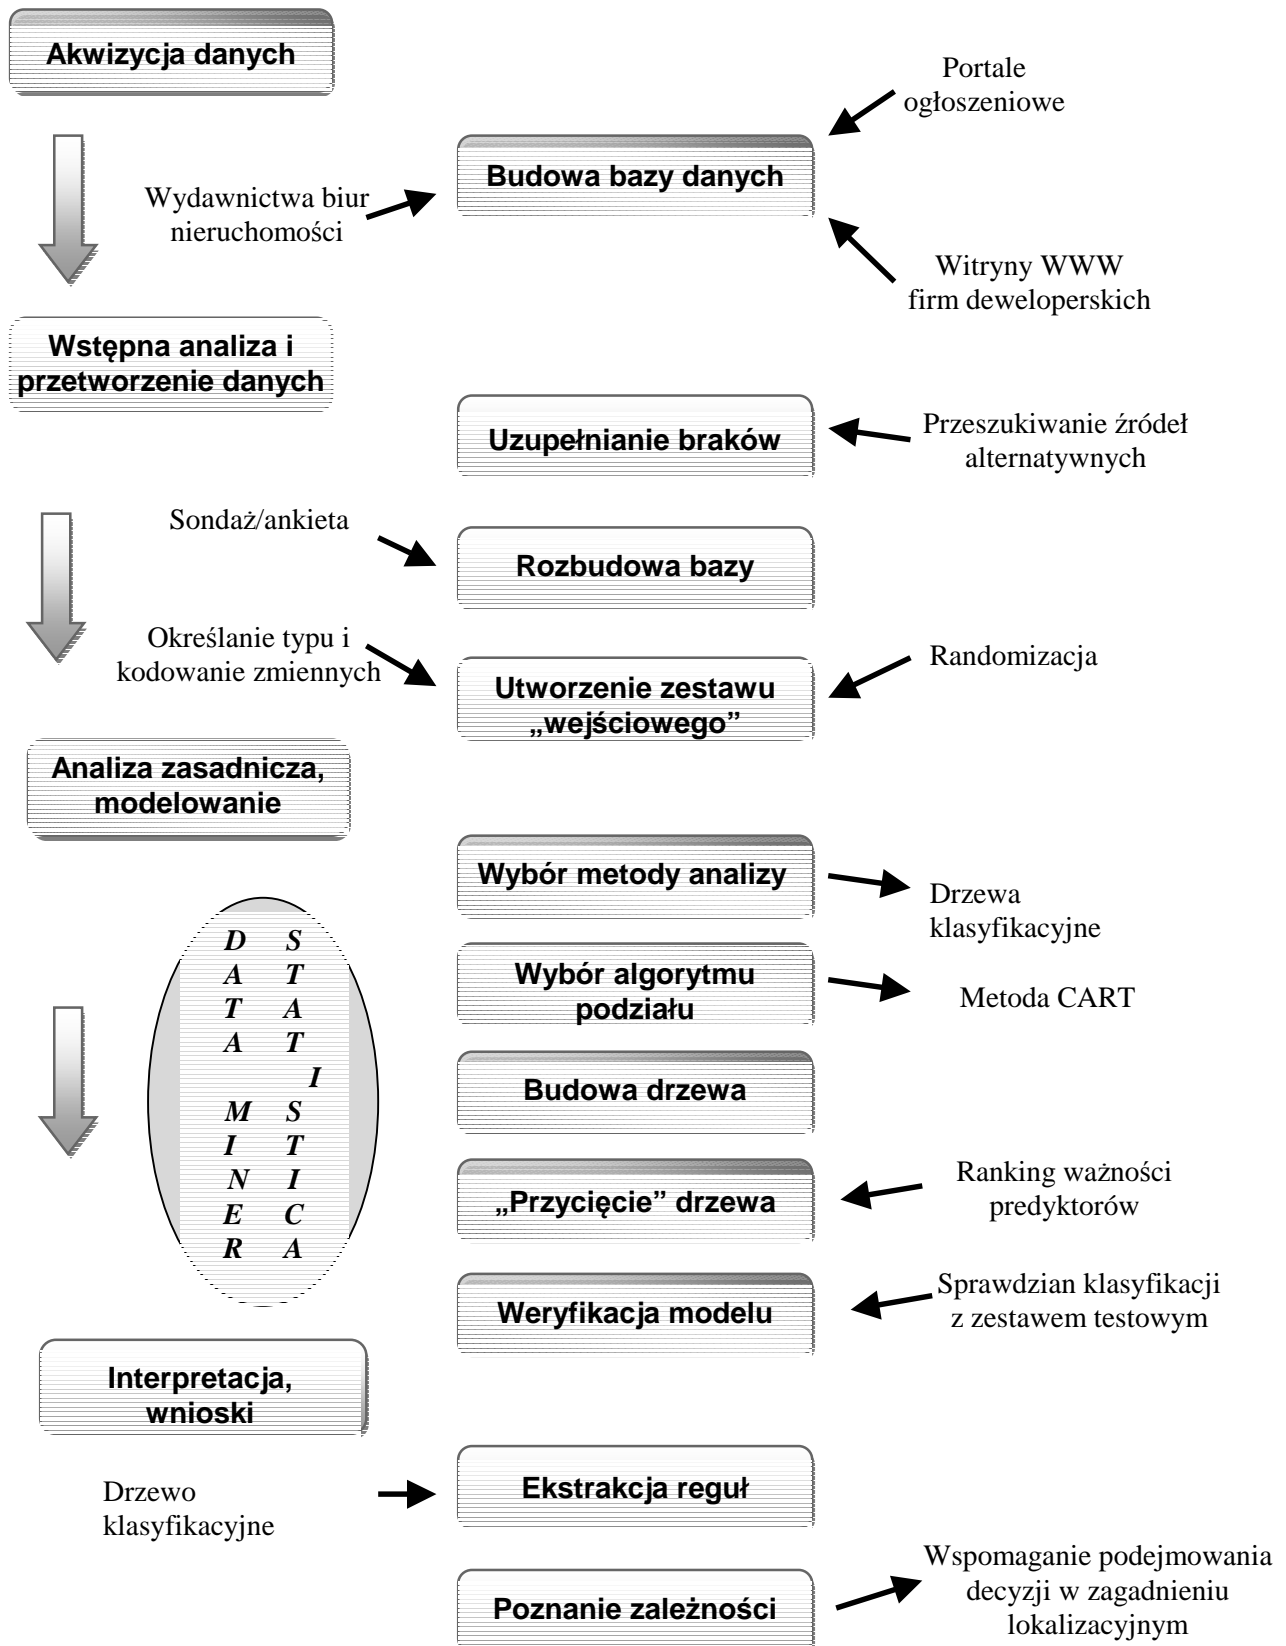 Akwizycja danych
Portale
ogłoszeniowe
Budowa bazy danych
Wydawnictwa biur
nieruchomości
Witryny WWW
firm deweloperskich
Wstępna analiza i
przetworzenie danych
Uzupełnianie braków
Przeszukiwanie źródeł
alternatywnych
Sondaż/ankieta
Rozbudowa bazy
Określanie typu i
kodowanie zmiennych
Utworzenie zestawu
„wejściowego”
Randomizacja
Analiza zasadnicza,
modelowanie
Wybór metody analizy
Drzewa
klasyfikacyjne
Wybór algorytmu
podziału
Metoda CART
D S
A T
T A
A T
I
M S
I T
N I
E C
R A
Budowa drzewa
„Przycięcie” drzewa
Ranking ważności
predyktorów
Weryfikacja modelu
Sprawdzian klasyfikacji
z zestawem testowym
Interpretacja,
wnioski
Drzewo
klasyfikacyjne
Ekstrakcja reguł
Poznanie zależności
Wspomaganie podejmowania
decyzji w zagadnieniu
lokalizacyjnym